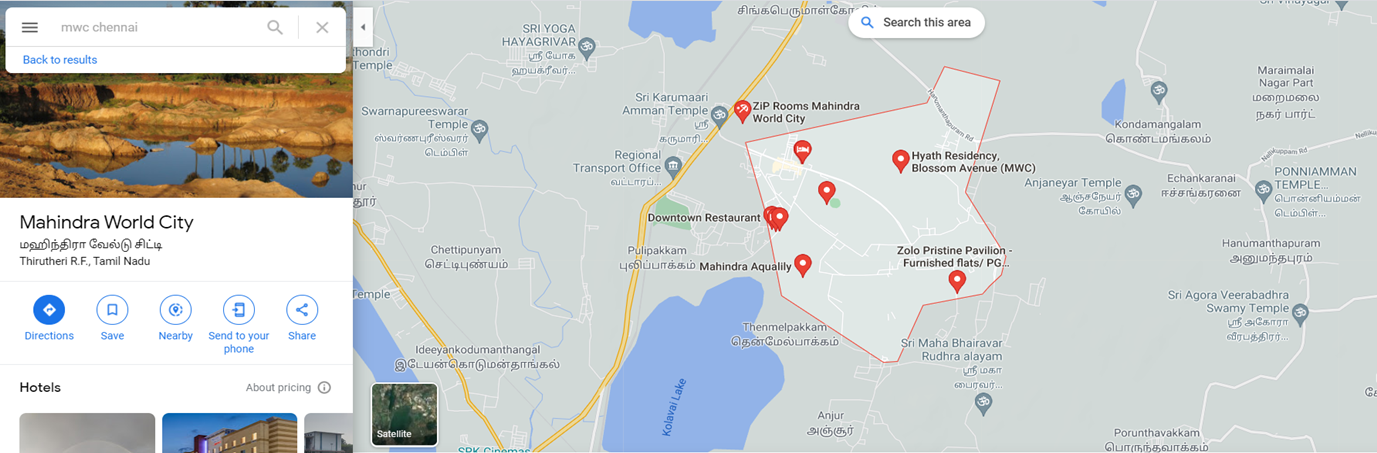 mwc chennai
Back to results
Mahindra World City
மஹிந்திரா வேல்டு சிட்டி
Thirutheri R.F., Tamil Nadu
Directions
Save
Nearby
Send to your
phone
Share
Hotels
About pricing
Search this area
சிங்கபெருமாள்கோ
SRI YOGA
HAYAGRIVAR...
ஸ்ரீ யோக
ஹயக்ரீவ...
Temple
Swarnapureeswarar
Temple
ஸ்வர்ணபுரீஸ்வரர்
டெம்பிள்
Sri Karumaari
Amman Temple
ஸ்ரீ
கருமாரி...
ZiP Rooms Mahindra
World City
Regional
Transport Office
வட்டாரப்...
Hanumanthapuram Rd
Hyath Residency,
Blossom Avenue (MWC)
Downtown Restaurant
Mahindra Aqualily
Zolo Pristine Pavilion -
Furnished flats/ PG...
Chettipunyam
செட்டிபுண்யம்
Pulipakkam
புலிப்பாக்கம்
Temple
Thenmelpakkam
தென்மேல்பாக்கம்
Ideeyankodumanthangal
இடேயன்கொடுமன்தாங்கல்
Kolavai Lake
Satellite
SRK Cinemas
Anjur
அஞ்சூர்
Sri Maha Bhairavar
Rudhra alayam
ஸ்ரீ மகா
பைரவர்...
Maraimalai
Nagar Part
மறைமலை
நகர் பார்ட்
Kondamangalam
கொண்டமங்கலம்
Nellikuppam Rd
Echankaranai
ஈச்சங்கரனை
Anjaneyar Temple
ஆஞ்சநேயர்
கோயில்
PONNIAMMAN
TEMPLE...
பொன்னியம்மன்
டெம்பிள்...
Hanumanthapuram
அனுமந்தபுரம்
Sri Agora Veerabadhra
Swamy Temple
ஸ்ரீ அகோர
வீரபத்திரர்...
Porunthavakkam
பொருந்தவாக்கம்